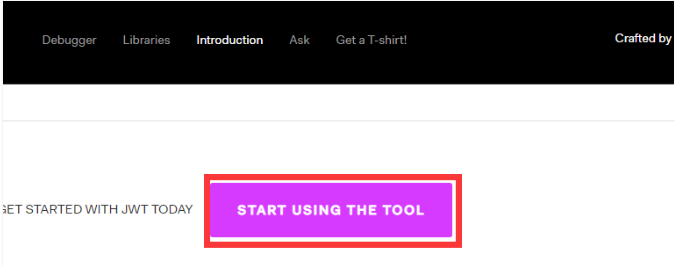 Debugger Libraries Introduction Ask Get a T-shirt! Crafted by
GET STARTED WITH JWT TODAY START USING THE TOOL